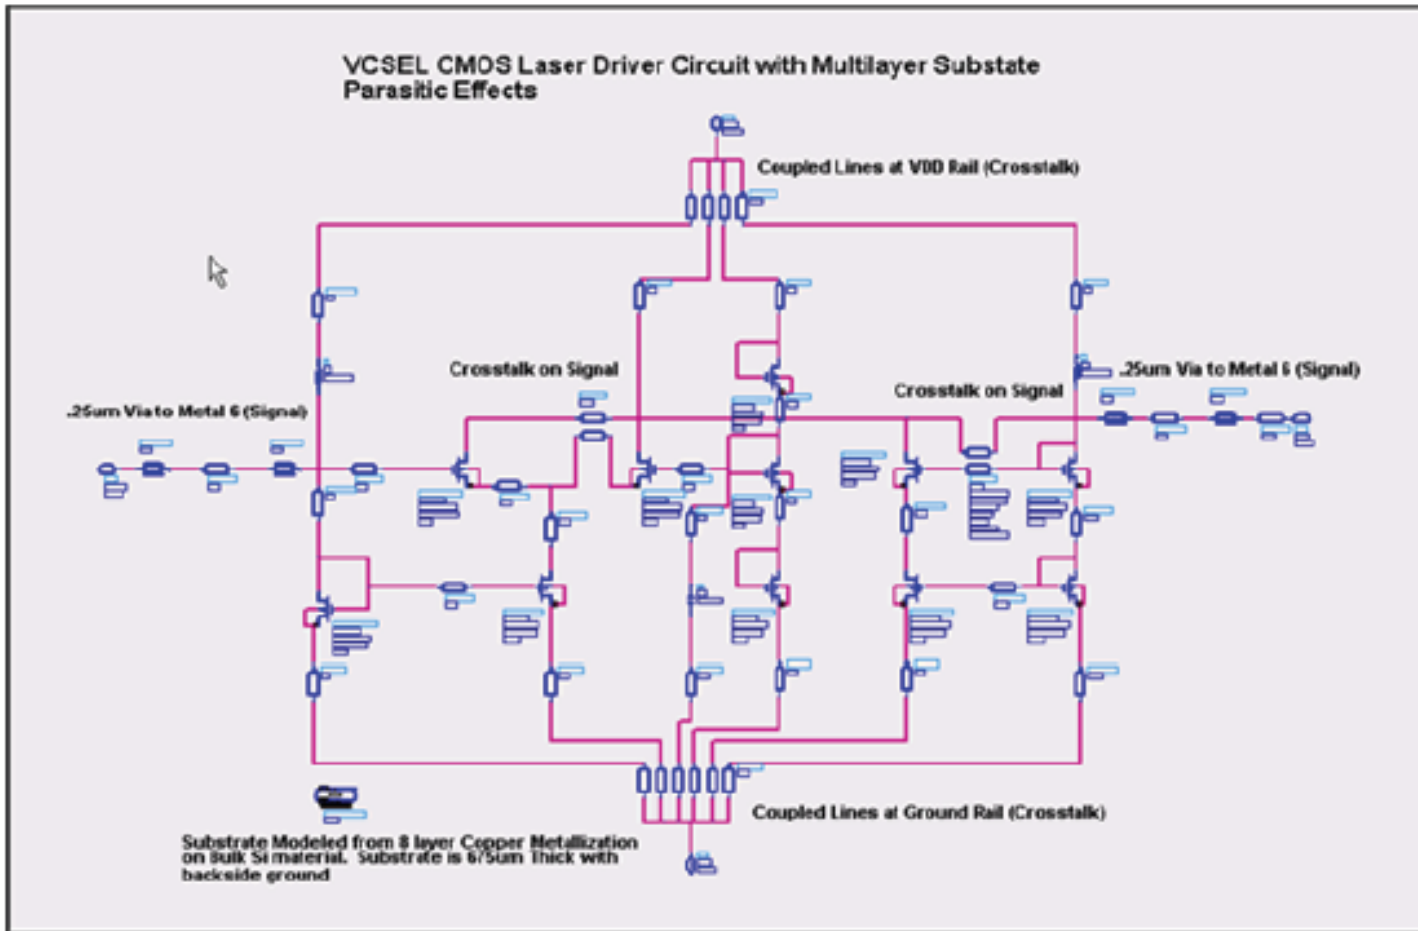 VCSEL CMOS Laser Driver Circuit with Multilayer Substate
Parasitic Effects
Coupled Lines at VDD Rail (Crosstalk)
Crosstalk on Signal
.25um Via to Metal 6 (Signal)
Crosstalk on Signal
.25um Via to Metal 6 (Signal)
Coupled Lines at Ground Rail (Crosstalk)
Substrate Modeled from 8 layer Copper Metallization
on Bulk Si material. Substrate is 675um Thick with
backside ground